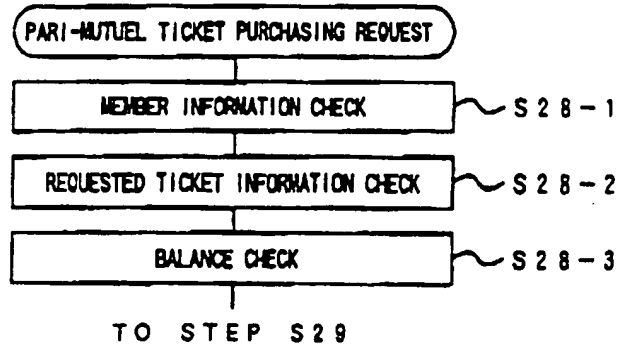 PARI-MUTUEL TICKET PURCHASING REQUEST
MEMBER INFORMATION CHECK
S28-1
REQUESTED TICKET INFORMATION CHECK
S28-2
BALANCE CHECK
S28-3
TO STEP S29